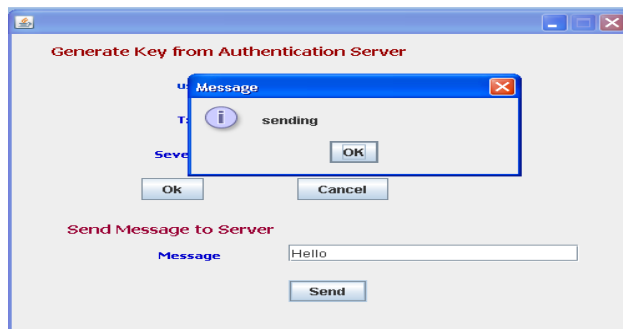 Generate Key from Authentication Server
Message
sending
OK
Ok Cancel
Send Message to Server
Message Hello
Send